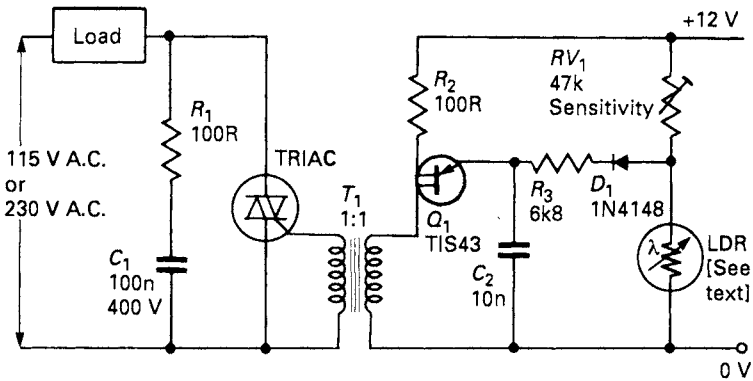 Load
+12 V
R₂
100R
RV₁
47k
Sensitivity
R₁
100R
115 V A.C.
or
230 V A.C.
TRIAC
T₁
1:1
Q₁
TIS43
R₃
6k8
D₁
1N4148
C₁
100n
400 V
C₂
10n
λ
LDR
[See
text]
0 V